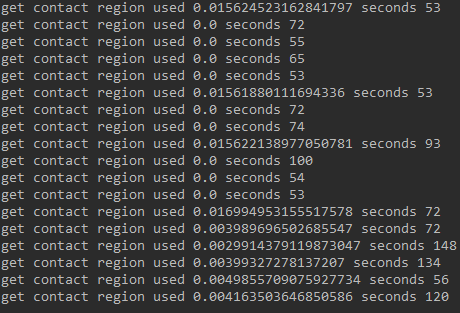 get contact region used 0.015624523162841797 seconds 53
get contact region used 0.0 seconds 72
get contact region used 0.0 seconds 55
get contact region used 0.0 seconds 65
get contact region used 0.0 seconds 53
get contact region used 0.01561880111694336 seconds 53
get contact region used 0.0 seconds 72
get contact region used 0.0 seconds 74
get contact region used 0.015622138977050781 seconds 93
get contact region used 0.0 seconds 100
get contact region used 0.0 seconds 54
get contact region used 0.0 seconds 53
get contact region used 0.016994953155517578 seconds 72
get contact region used 0.003989696502685547 seconds 72
get contact region used 0.0029914379119873047 seconds 148
get contact region used 0.00399327278137207 seconds 134
get contact region used 0.0049855709075927734 seconds 56
get contact region used 0.004163503646850586 seconds 120